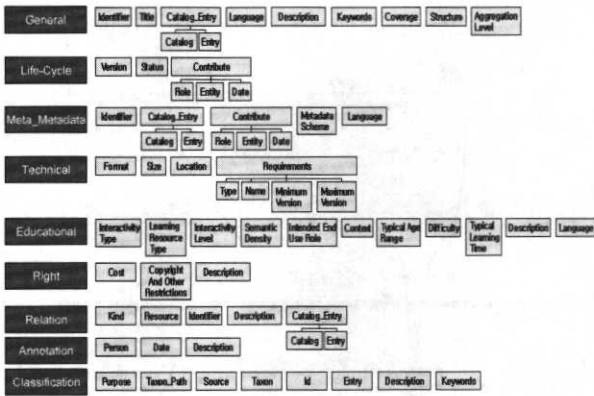 General Identifier Title Catalog_Entry Language Description Keywords Coverage Structure Aggregation Level
Catalog Entry
Life-Cycle Version Status Contribute
Role Entity Date
Meta_Metadata Identifier Catalog_Entry Contribute Metadata Scheme Language
Catalog Entry Role Entity Date
Technical Format Size Location Requirements
Type Name Minimum Version Maximum Version
Educational Interactivity Type Learning Resource Type Interactivity Level Semantic Density Intended End Use Role Context Typical Age Range Difficulty Typical Learning Time Description Language
Right Cost Copyright And Other Restrictions Description
Relation Kind Resource Identifier Description Catalog_Entry
Catalog Entry
Annotation Person Date Description
Classification Purpose Taxon_Path Source Taxon Id Entry Description Keywords